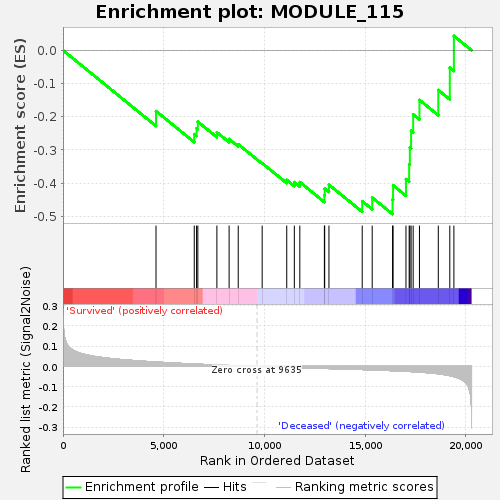 Enrichment plot: MODULE_115
Enrichment score (ES)
0.0
-0.1
-0.2
-0.3
-0.4
-0.5
'Survived' (positively correlated)
Ranked list metric (Signal2Noise)
0.3
0.2
0.1
0.0
-0.1
-0.2
-0.3
Zero cross at 9635
'Deceased' (negatively correlated)
0
5,000
10,000
15,000
20,000
Rank in Ordered Dataset
Enrichment profile
Hits
Ranking metric scores